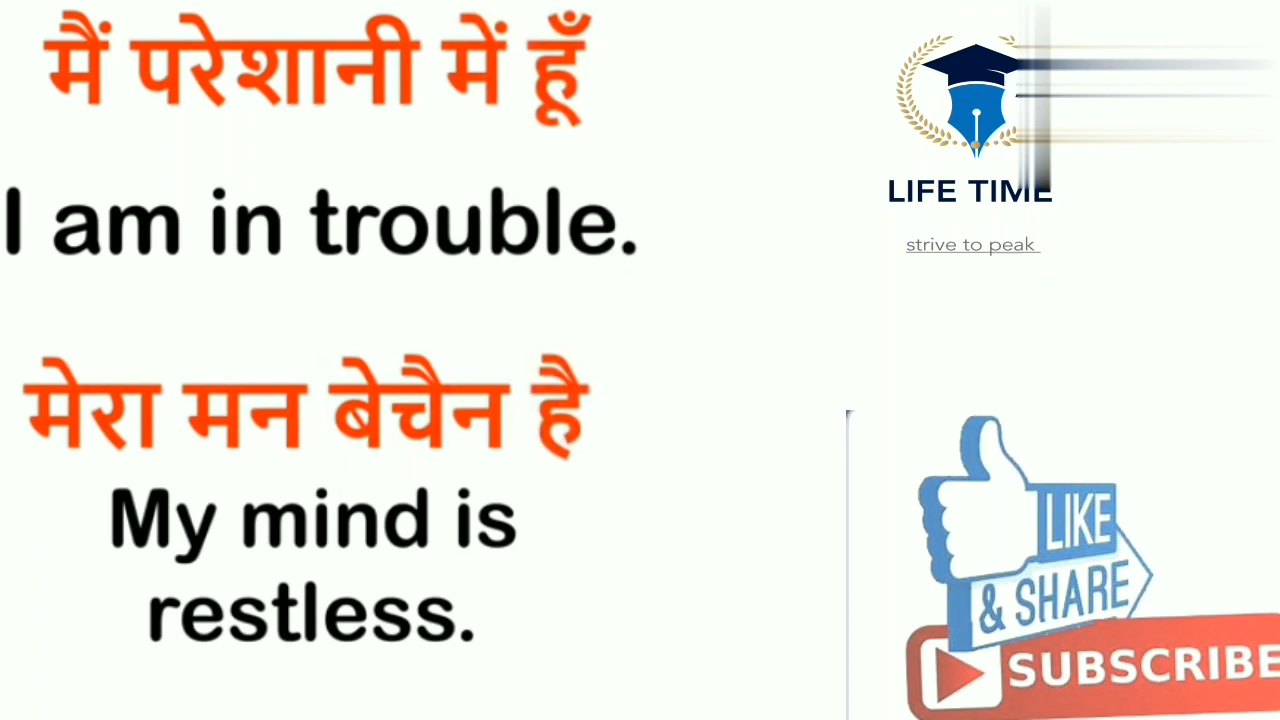 मैं परेशानी में हूँ
I am in trouble.
मेरा मन बेचैन है
My mind is
restless.
LIFE TIME
strive to peak
LIKE
& SHARE
SUBSCRIBE